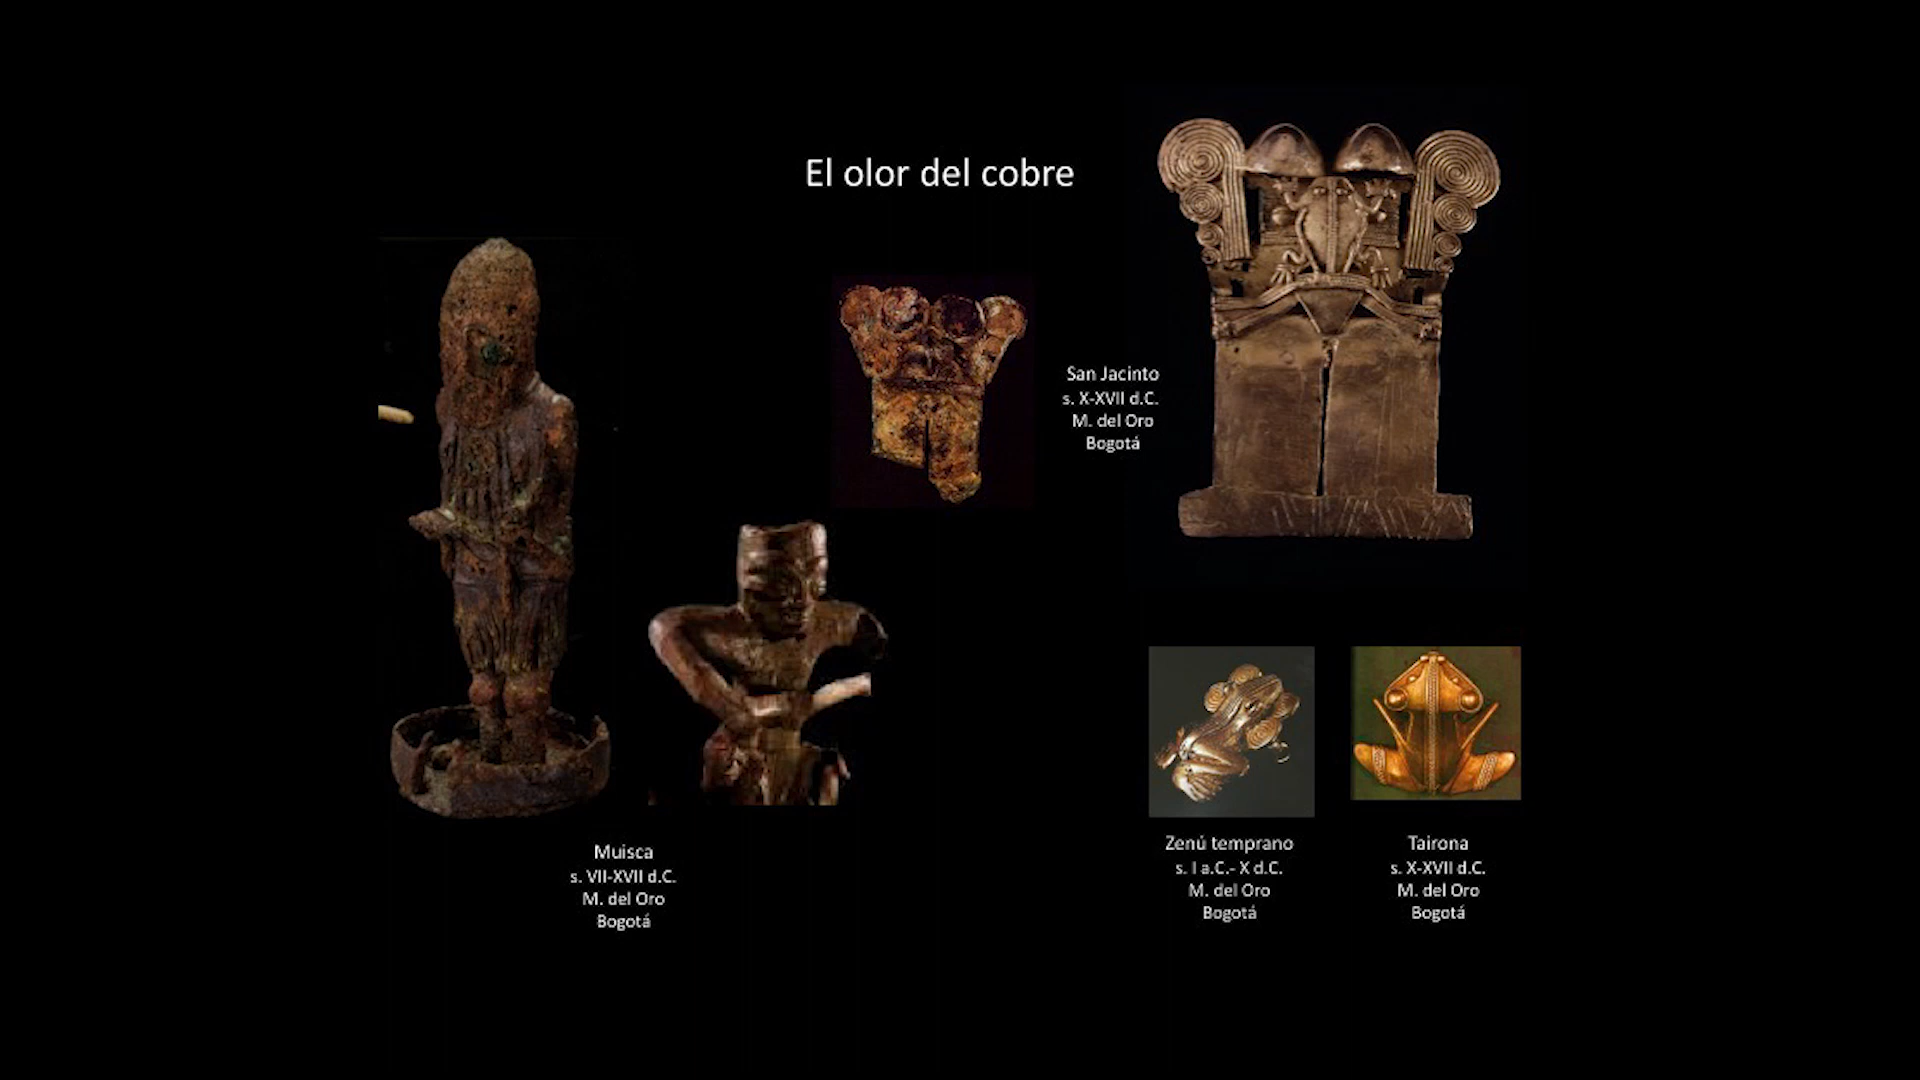 El olor del cobre
San Jacinto
s. X-XVII d.C.
M. del Oro
Bogotá
Muisca
s. VII-XVII d.C.
M. del Oro
Bogotá
Zenú temprano
s. I a.C.- X d.C.
M. del Oro
Bogotá
Tairona
s. X-XVII d.C.
M. del Oro
Bogotá